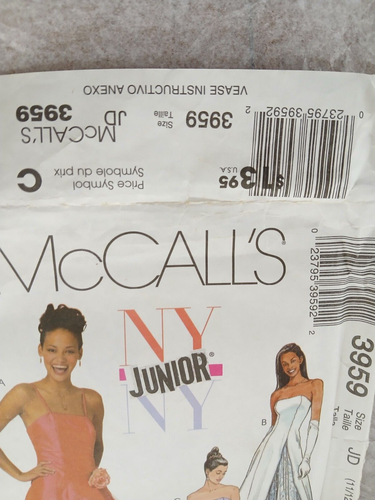 VEASE INSTRUCTIVO ANEXO
McCALL'S
3959
JD
Size
Taille
3959
0 23795 39592 2
Price Symbol
Symbole du prix
C
$13.95
U.S.A.
McCALL'S
NY
JUNIOR®
NY
A
B
C
0 23795 39592 2
3959
Size
Taille
JD